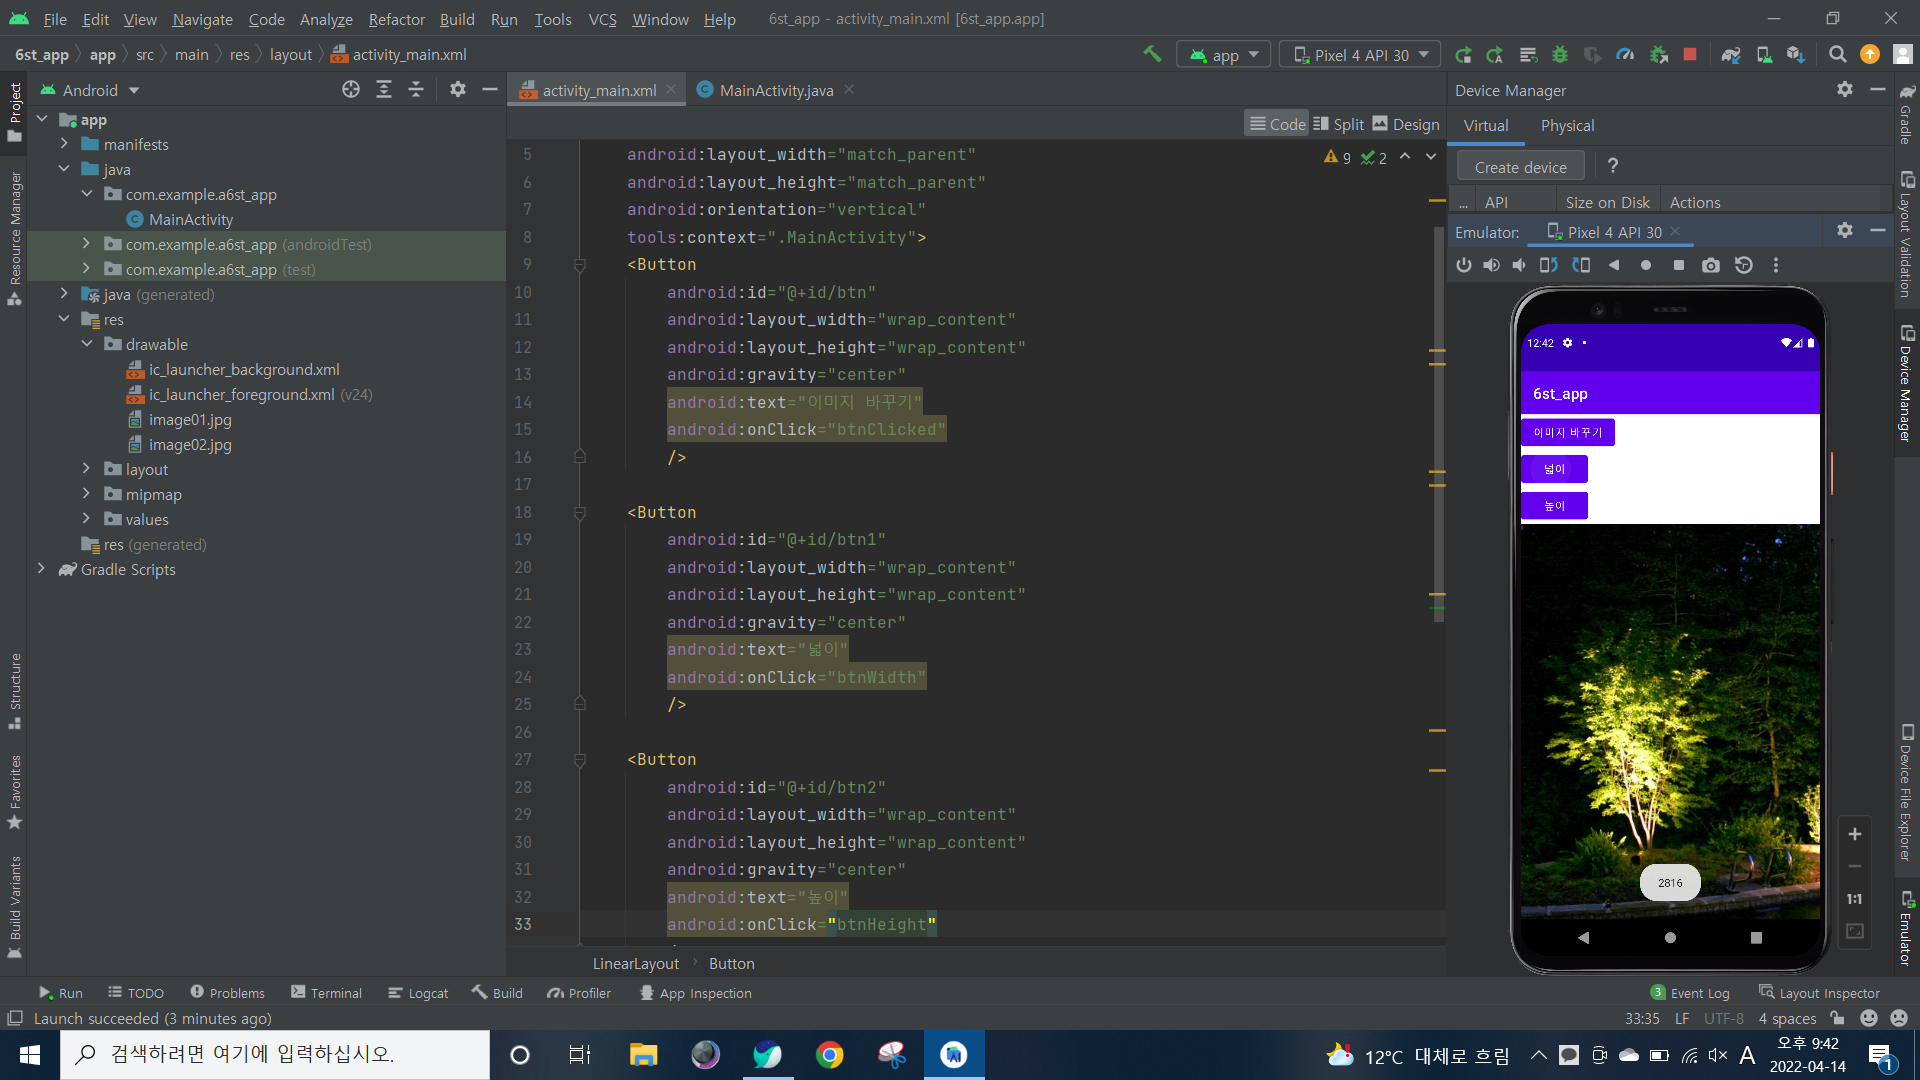 File Edit View Navigate Code Analyze Refactor Build Run Tools VCS Window Help 6st_app - activity_main.xml [6st_app.app]
6st_app app src main res layout activity_main.xml
app Pixel 4 API 30
Project
Resource Manager
Structure
Favorites
Build Variants
Android
app
manifests
java
com.example.a6st_app
MainActivity
com.example.a6st_app (androidTest)
com.example.a6st_app (test)
java (generated)
res
drawable
ic_launcher_background.xml
ic_launcher_foreground.xml (v24)
image01.jpg
image02.jpg
layout
mipmap
values
res (generated)
Gradle Scripts
activity_main.xml MainActivity.java
Code Split Design
9 2
5 android:layout_width="match_parent"
6 android:layout_height="match_parent"
7 android:orientation="vertical"
8 tools:context=".MainActivity">
9 <Button
10 android:id="@+id/btn"
11 android:layout_width="wrap_content"
12 android:layout_height="wrap_content"
13 android:gravity="center"
14 android:text="이미지 바꾸기"
15 android:onClick="btnClicked"
16 />
17
18 <Button
19 android:id="@+id/btn1"
20 android:layout_width="wrap_content"
21 android:layout_height="wrap_content"
22 android:gravity="center"
23 android:text="넓이"
24 android:onClick="btnWidth"
25 />
26
27 <Button
28 android:id="@+id/btn2"
29 android:layout_width="wrap_content"
30 android:layout_height="wrap_content"
31 android:gravity="center"
32 android:text="높이"
33 android:onClick="btnHeight"
LinearLayout Button
Device Manager
Virtual Physical
Create device ?
... API Size on Disk Actions
Emulator: Pixel 4 API 30
12:42
6st_app
이미지 바꾸기
넓이
높이
2816
1:1
Gradle
Layout Validation
Device Manager
Device File Explorer
Emulator
Run TODO Problems Terminal Logcat Build Profiler App Inspection 3 Event Log Layout Inspector
Launch succeeded (3 minutes ago) 33:35 LF UTF-8 4 spaces
검색하려면 여기에 입력하십시오.
12°C 대체로 흐림 A 오후 9:42
2022-04-14 1